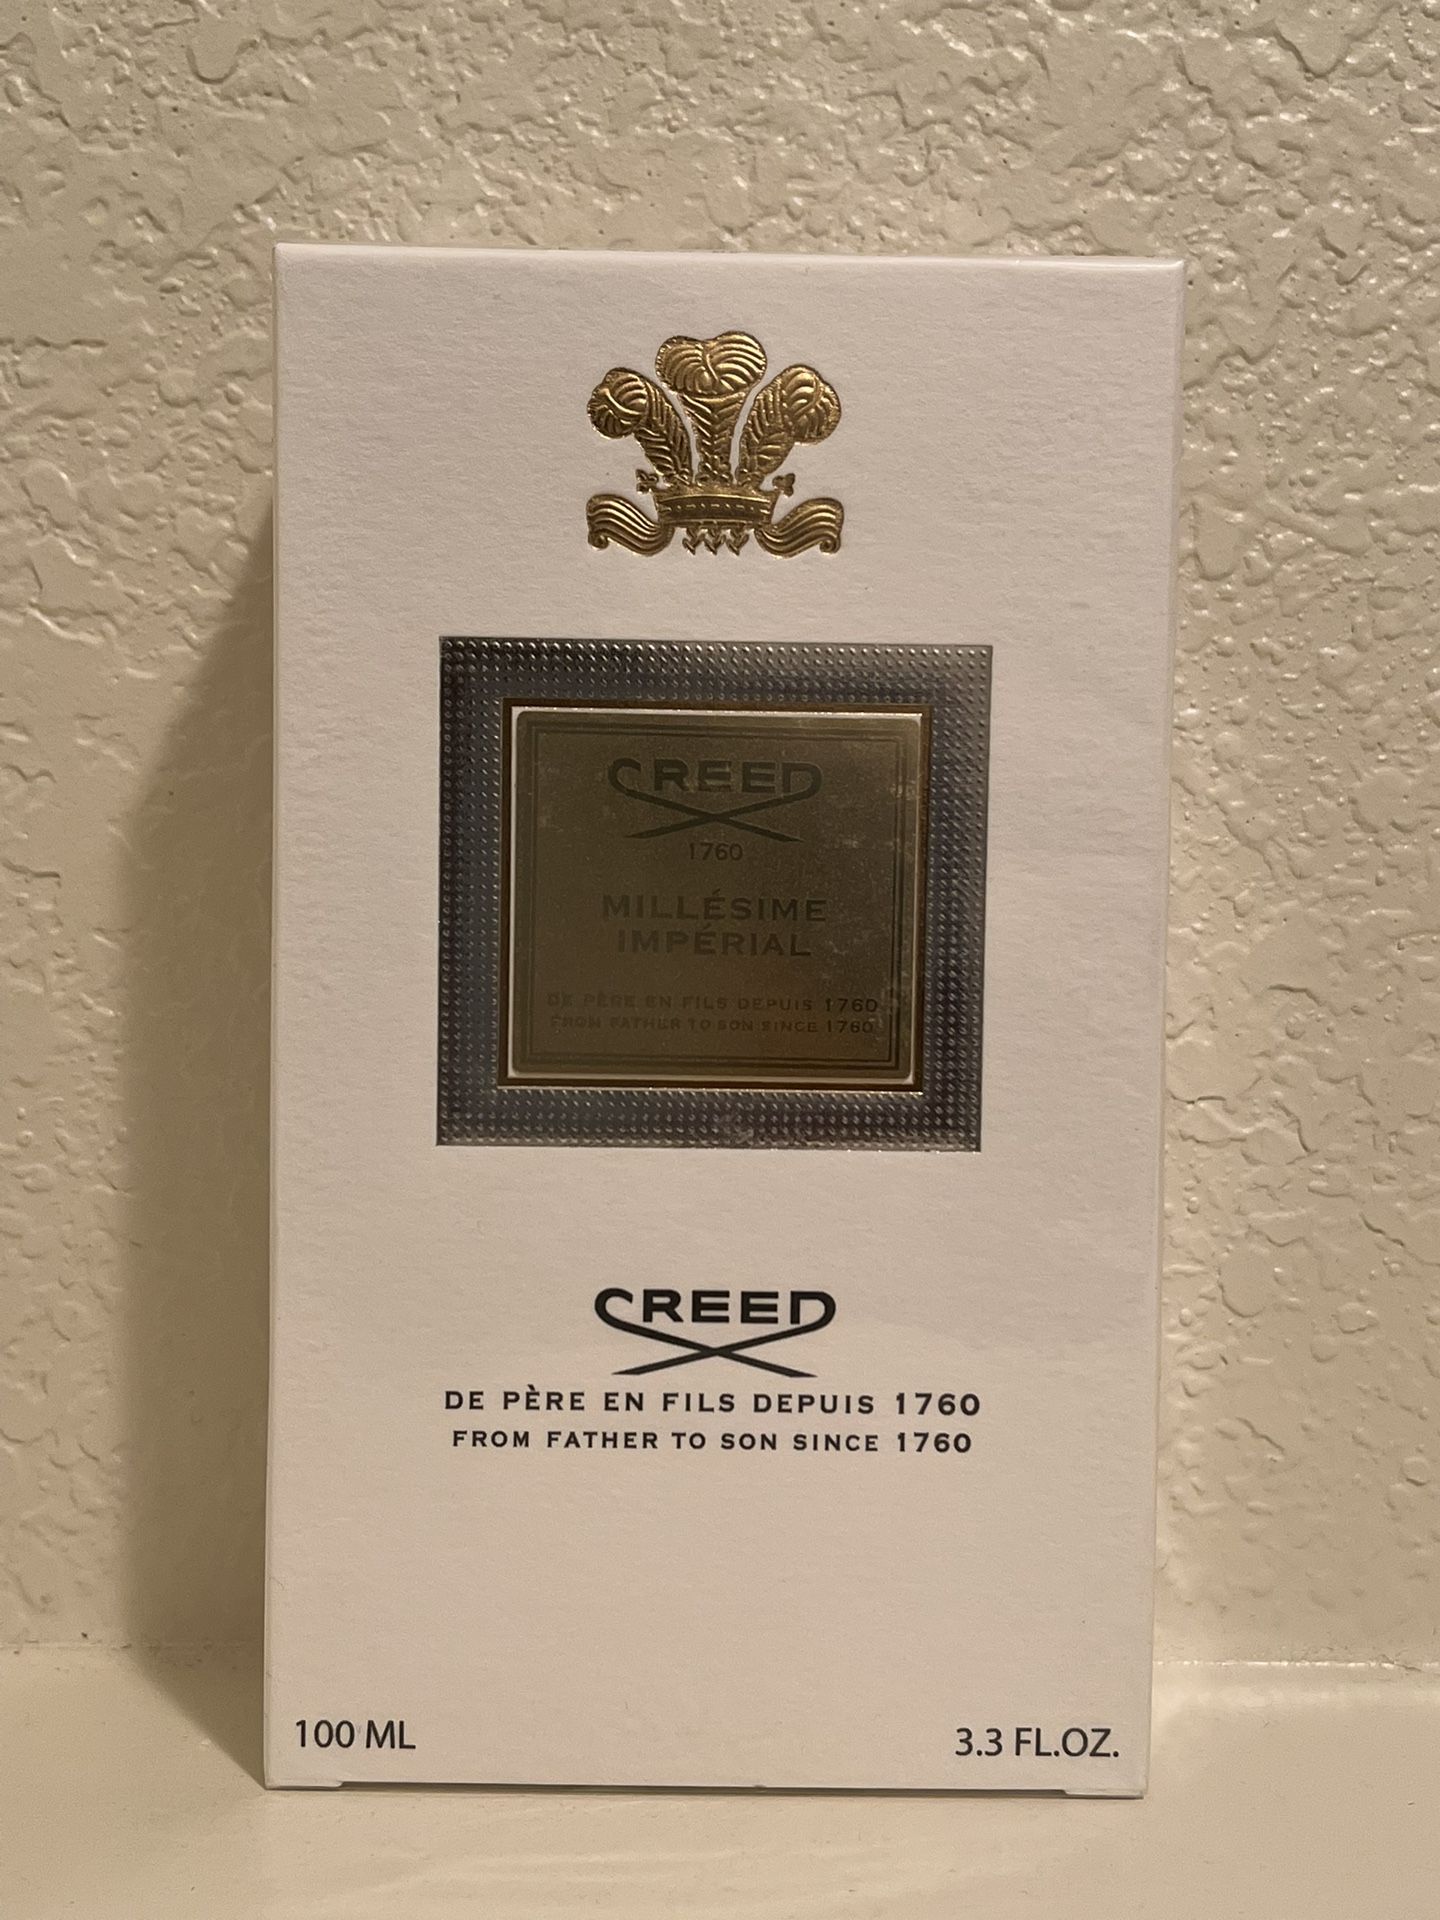 CREED
1760
MILLÉSIME
IMPÉRIAL
DE PÈRE EN FILS DEPUIS 1760
FROM FATHER TO SON SINCE 1760
CREED
DE PÈRE EN FILS DEPUIS 1760
FROM FATHER TO SON SINCE 1760
100 ML
3.3 FL.OZ.